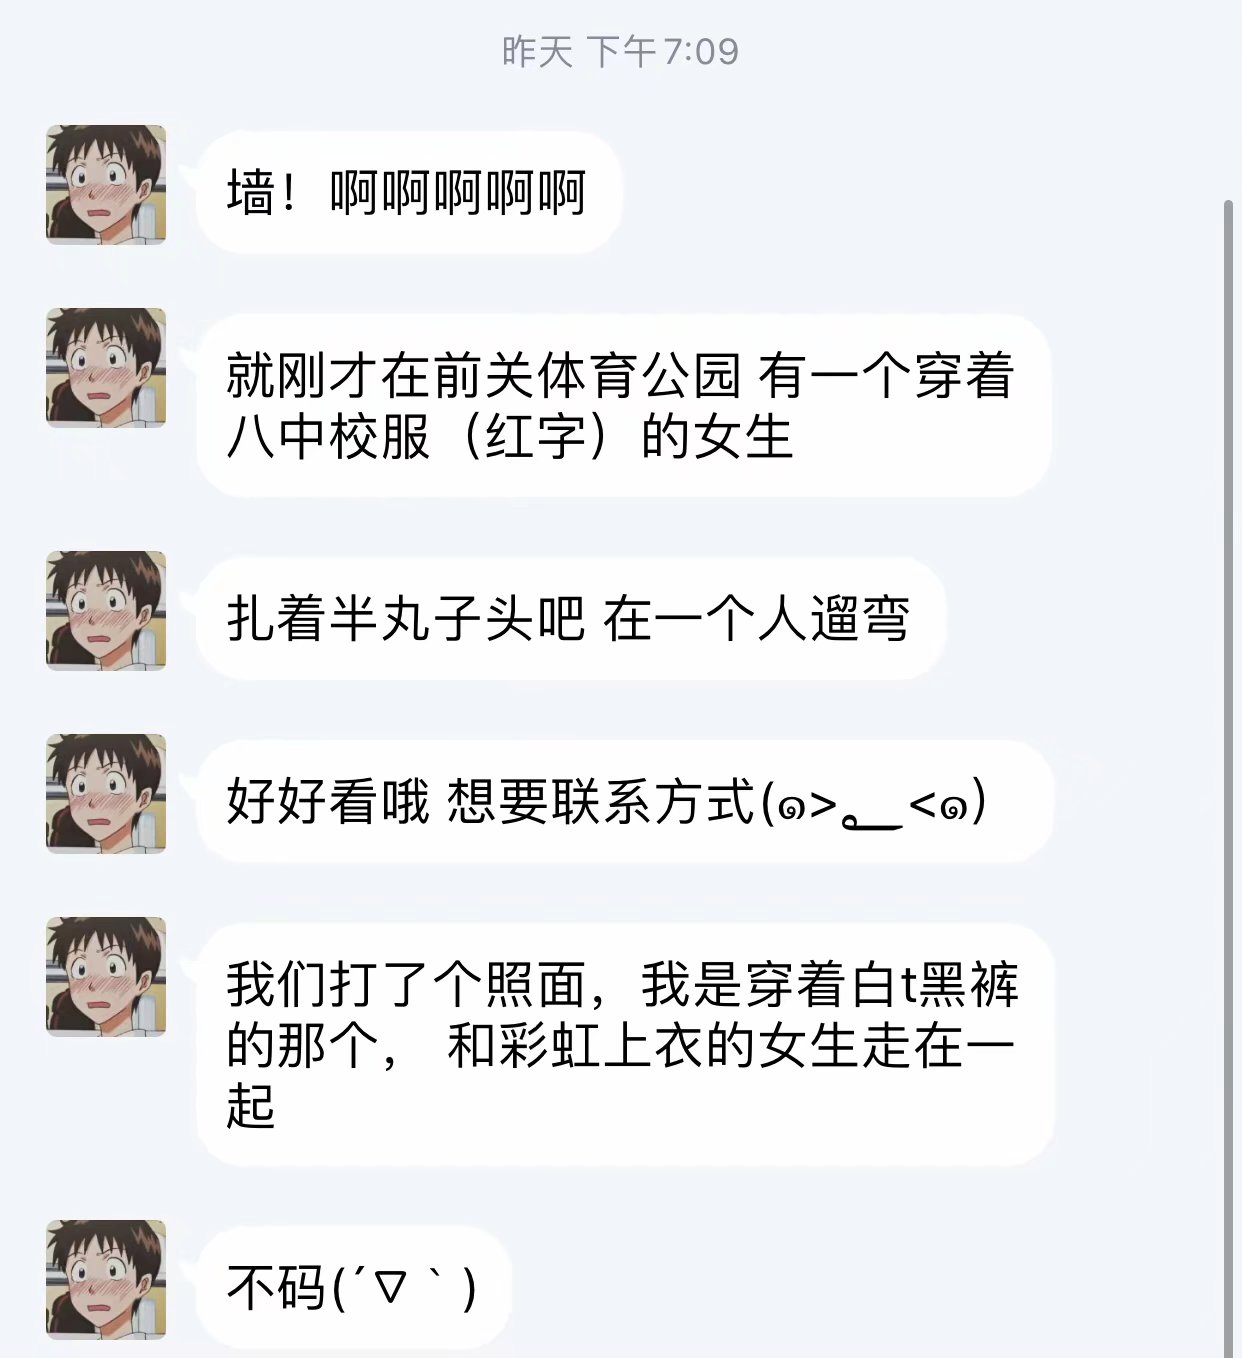 昨天 下午7:09
墙！啊啊啊啊啊
就刚才在前关体育公园 有一个穿着
八中校服（红字）的女生
扎着半丸子头吧 在一个人遛弯
好好看哦 想要联系方式(๑>؂<๑)
我们打了个照面，我是穿着白t黑裤
的那个， 和彩虹上衣的女生走在一
起
不码(´▽｀)